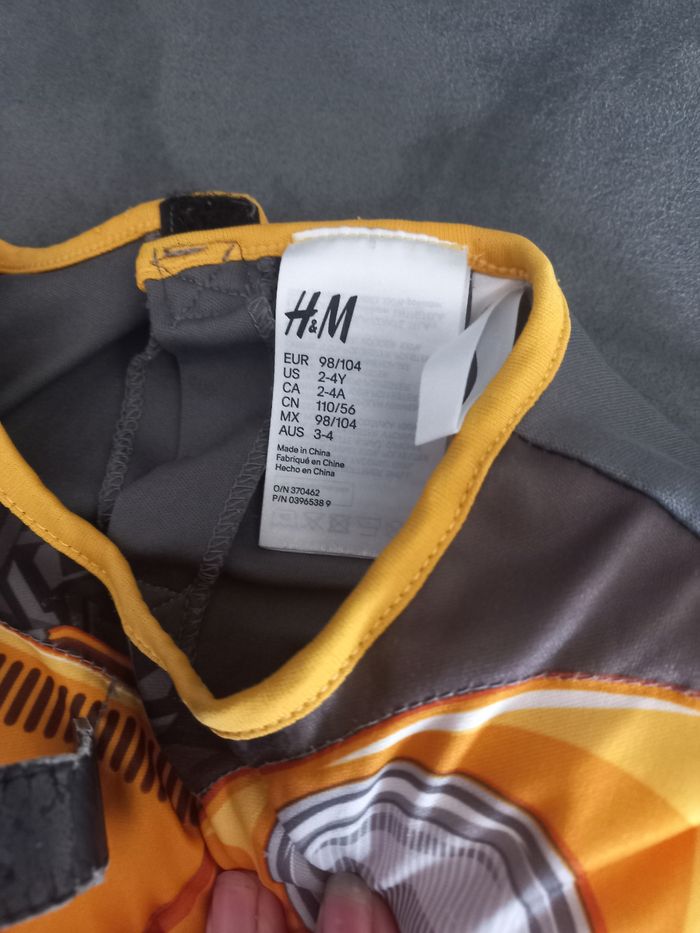 H&M
EUR 98/104
US 2-4Y
CA 2-4A
CN 110/56
MX 98/104
AUS 3-4
Made in China
Fabriqué en Chine
Hecho en China
O/N 370462
P/N 0396538 9